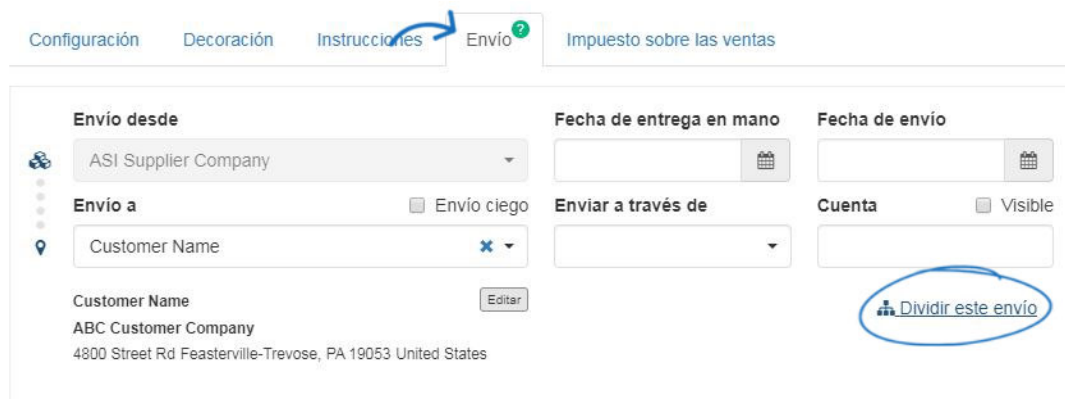 Configuración Decoración Instrucciones Envío ? Impuesto sobre las ventas
Envío desde Fecha de entrega en mano Fecha de envío
ASI Supplier Company
Envío a Envío ciego Enviar a través de Cuenta Visible
Customer Name
Customer Name Editar Dividir este envío
ABC Customer Company
4800 Street Rd Feasterville-Trevose, PA 19053 United States